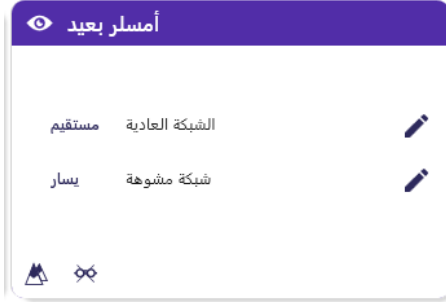 أمسلر بعيد
الشبكة العادية مستقيم
شبكة مشوهة يسار